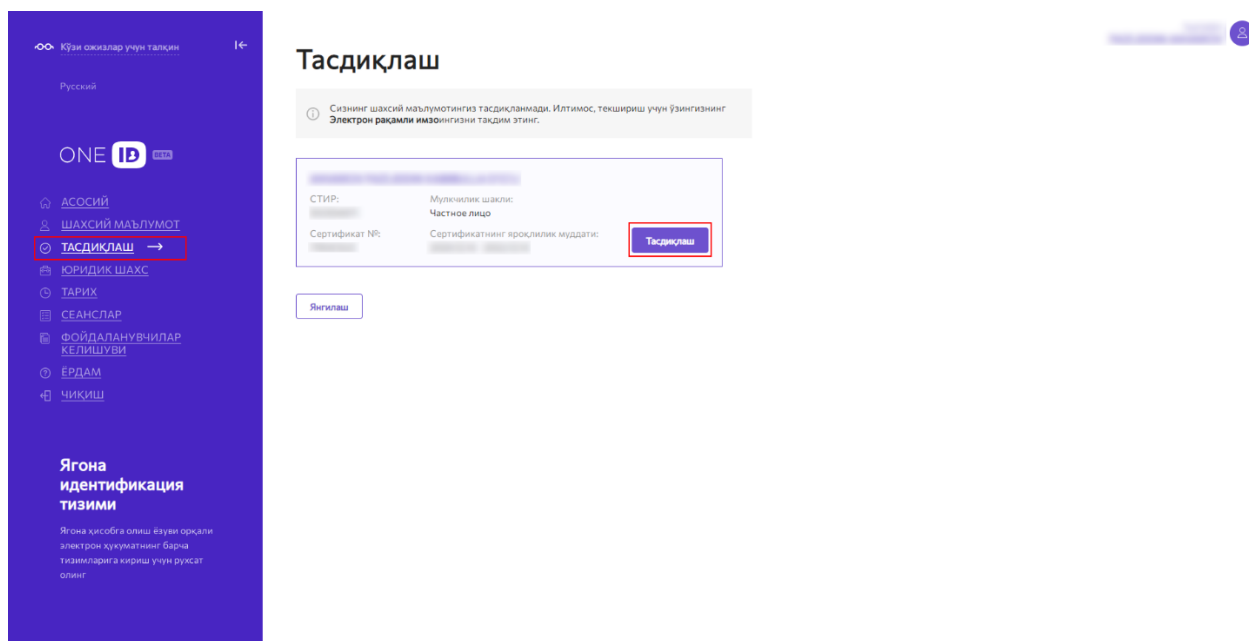 Кўзи ожизлар учун талқин
Русский
ONE ID BETA
АСОСИЙ
ШАХСИЙ МАЪЛУМОТ
ТАСДИҚЛАШ
ЮРИДИК ШАХС
ТАРИХ
СЕАНСЛАР
ФОЙДАЛАНУВЧИЛАР
КЕЛИШУВИ
ЁРДАМ
ЧИҚИШ
Ягона
идентификация
тизими
Ягона ҳисобга олиш ёзуви орқали
электрон ҳукуматнинг барча
тизимларига кириш учун рухсат
олинг
Тасдиқлаш
Сизнинг шахсий маълумотингиз тасдиқланмади. Илтимос, текшириш учун ўзингизнинг
Электрон рақамли имзоингизни тақдим этинг.
СТИР:
Мулкчилик шакли:
Частное лицо
Сертификат №:
Сертификатнинг яроқлилик муддати:
Тасдиқлаш
Янгилаш